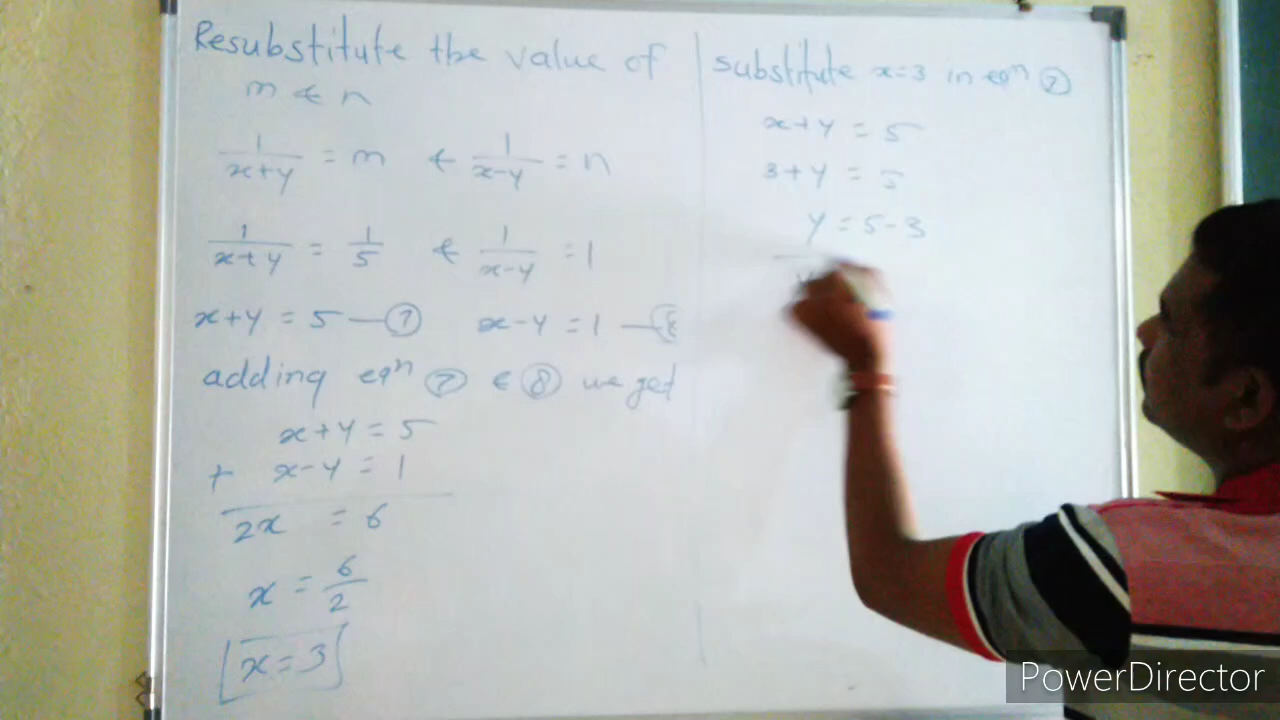 Resubstitute the value of
m & n
1/(x+y) = m & 1/(x-y) = n
1/(x+y) = 1/5 & 1/(x-y) = 1
x+y = 5 — ⑦ x-y = 1 — ⑧
adding eqn ⑦ & ⑧ we get
x+y = 5
+ x-y = 1
2x = 6
x = 6/2
x = 3
substitute x=3 in eqn ⑦
x+y = 5
3+y = 5
y = 5-3
PowerDirector